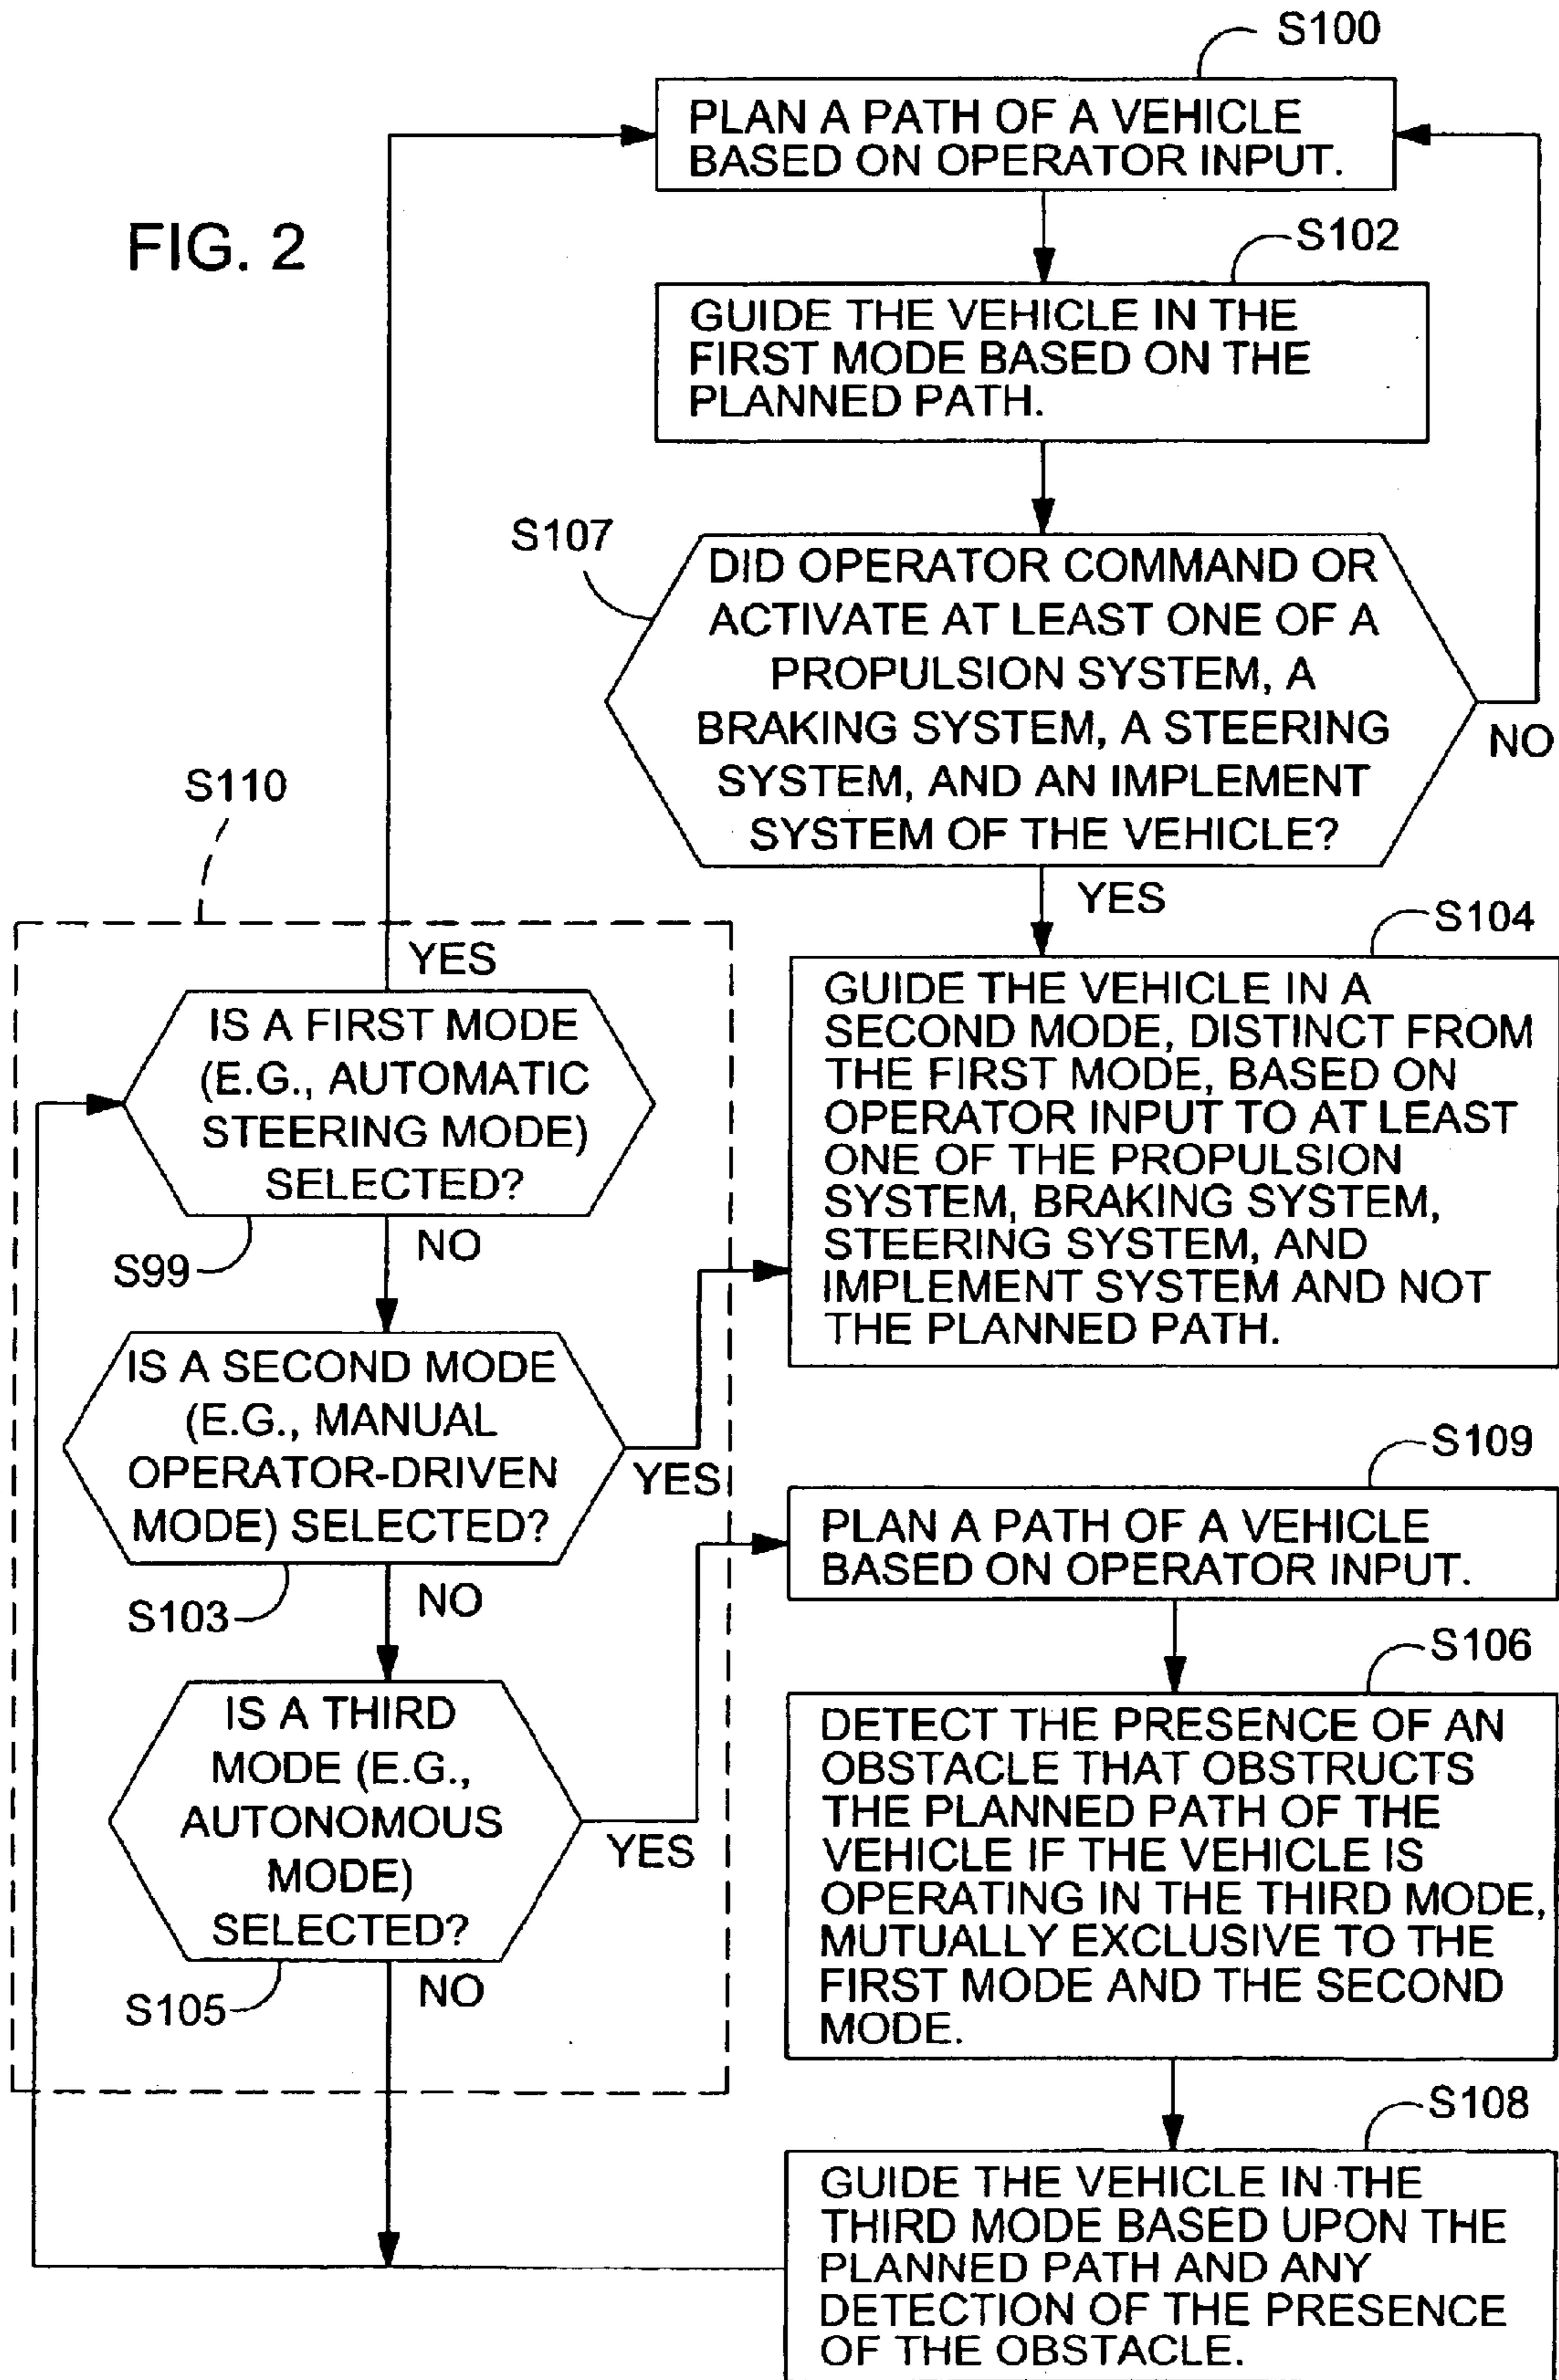 S100
PLAN A PATH OF A VEHICLE
BASED ON OPERATOR INPUT.
FIG. 2
S102
GUIDE THE VEHICLE IN THE
FIRST MODE BASED ON THE
PLANNED PATH.
S107
DID OPERATOR COMMAND OR
ACTIVATE AT LEAST ONE OF A
PROPULSION SYSTEM, A
BRAKING SYSTEM, A STEERING
SYSTEM, AND AN IMPLEMENT
SYSTEM OF THE VEHICLE?
NO
YES
S110
YES
IS A FIRST MODE
(E.G., AUTOMATIC
STEERING MODE)
SELECTED?
S99
NO
S104
GUIDE THE VEHICLE IN A
SECOND MODE, DISTINCT FROM
THE FIRST MODE, BASED ON
OPERATOR INPUT TO AT LEAST
ONE OF THE PROPULSION
SYSTEM, BRAKING SYSTEM,
STEERING SYSTEM, AND
IMPLEMENT SYSTEM AND NOT
THE PLANNED PATH.
IS A SECOND MODE
(E.G., MANUAL
OPERATOR-DRIVEN
MODE) SELECTED?
YES
S103
NO
S109
PLAN A PATH OF A VEHICLE
BASED ON OPERATOR INPUT.
IS A THIRD
MODE (E.G.,
AUTONOMOUS
MODE)
SELECTED?
YES
S105
NO
S106
DETECT THE PRESENCE OF AN
OBSTACLE THAT OBSTRUCTS
THE PLANNED PATH OF THE
VEHICLE IF THE VEHICLE IS
OPERATING IN THE THIRD MODE,
MUTUALLY EXCLUSIVE TO THE
FIRST MODE AND THE SECOND
MODE.
S108
GUIDE THE VEHICLE IN THE
THIRD MODE BASED UPON THE
PLANNED PATH AND ANY
DETECTION OF THE PRESENCE
OF THE OBSTACLE.